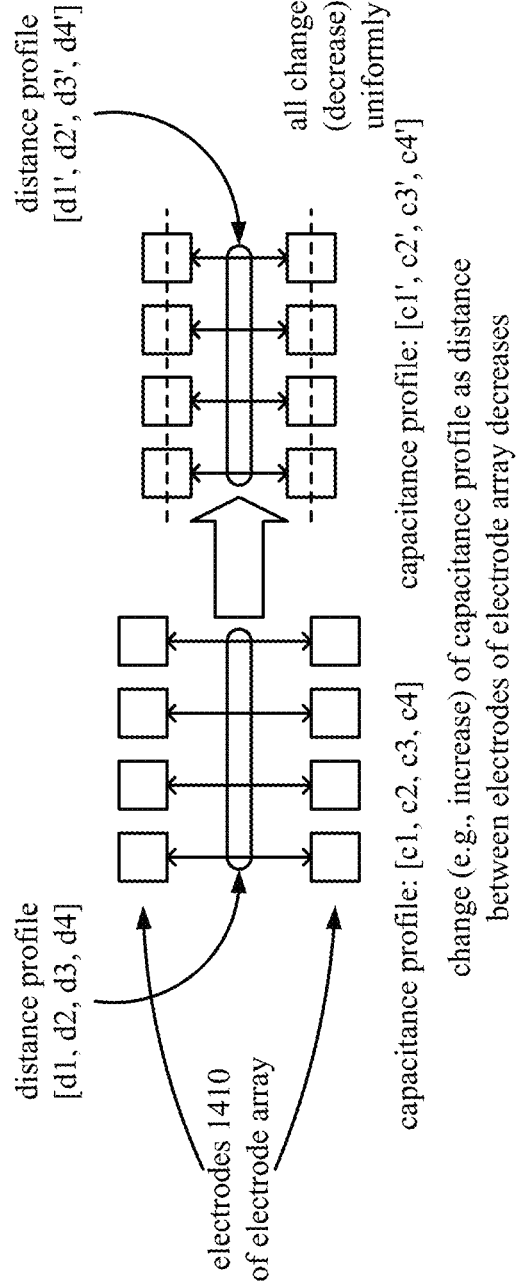 distance profile
[d1, d2, d3, d4]
distance profile
[d1', d2', d3', d4']
electrodes 1410
of electrode array
all change
(decrease)
uniformly
capacitance profile: [c1, c2, c3, c4]
capacitance profile: [c1', c2', c3', c4']
change (e.g., increase) of capacitance profile as distance
between electrodes of electrode array decreases